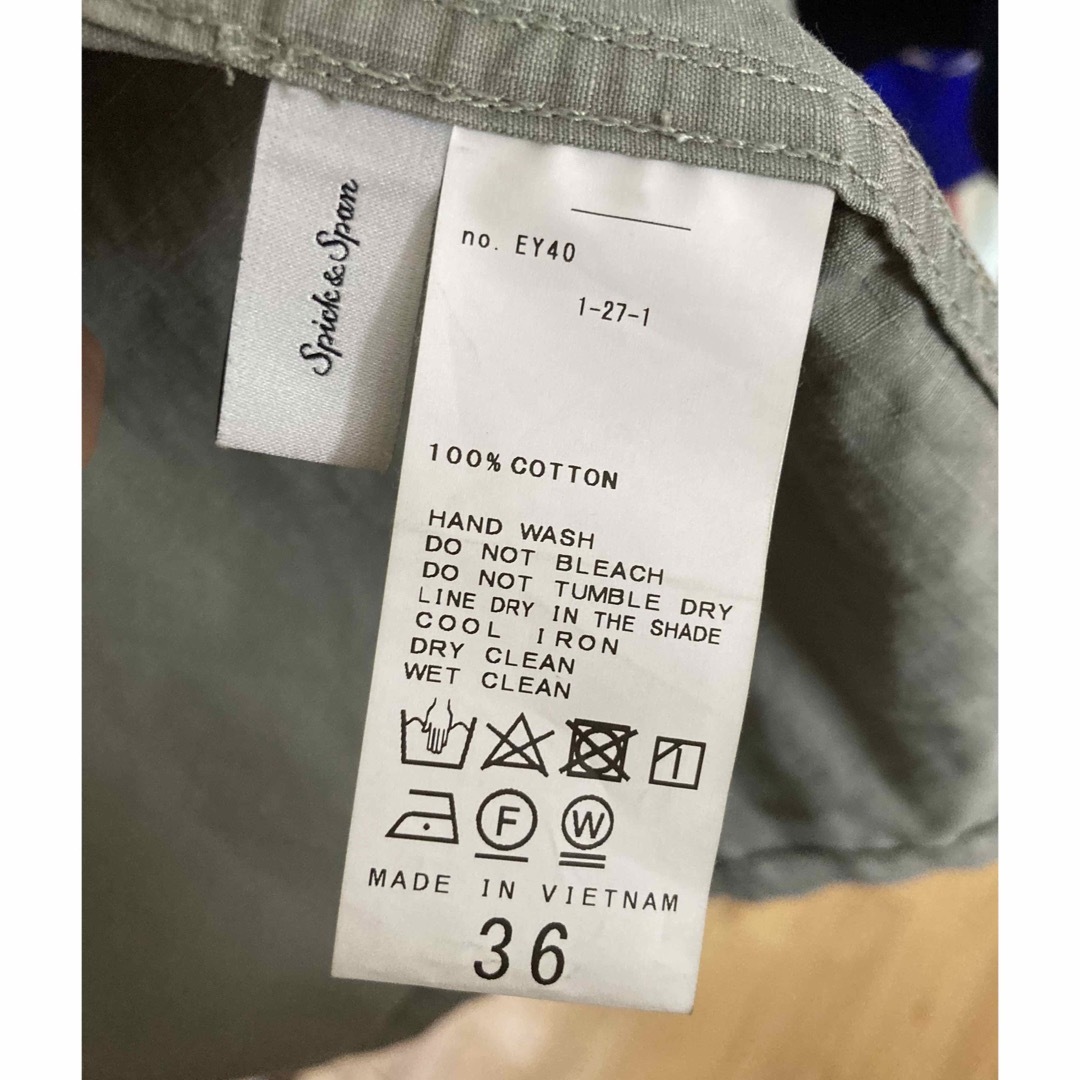 Spick & Span
no. EY40
1-27-1
100% COTTON
HAND WASH
DO NOT BLEACH
DO NOT TUMBLE DRY
LINE DRY IN THE SHADE
COOL IRON
DRY CLEAN
WET CLEAN
F W
MADE IN VIETNAM
36